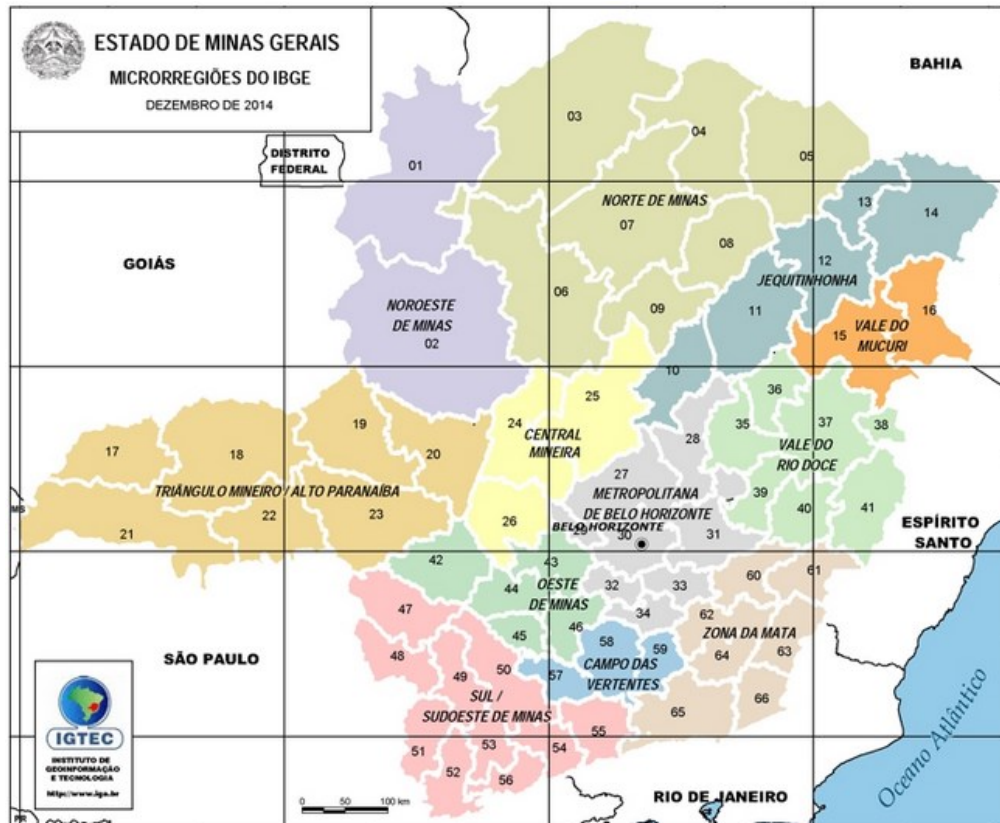 ESTADO DE MINAS GERAIS
MICRORREGIÕES DO IBGE
DEZEMBRO DE 2014
BAHIA
DISTRITO
FEDERAL
GOIÁS
01
03
04
05
NORTE DE MINAS
07
08
06
09
13
14
12
JEQUITINHONHA
11
10
NOROESTE
DE MINAS
02
15
16
VALE DO
MUCURI
17
18
19
20
TRIÂNGULO MINEIRO / ALTO PARANAÍBA
21
22
23
24
25
CENTRAL
MINEIRA
26
27
28
METROPOLITANA
DE BELO HORIZONTE
BELO HORIZONTE
29
30
31
32
33
34
35
36
37
38
VALE DO
RIO DOCE
39
40
41
ESPÍRITO
SANTO
42
43
44
OESTE
DE MINAS
45
46
47
48
49
50
SUL /
SUDOESTE DE MINAS
51
52
53
54
55
56
57
58
59
CAMPO DAS
VERTENTES
60
61
62
ZONA DA MATA
63
64
65
66
MS
SÃO PAULO
PR
RIO DE JANEIRO
Oceano Atlântico
IGTEC
INSTITUTO DE
GEOINFORMAÇÃO
E TECNOLOGIA
http://www.iga.br
0 50 100 km